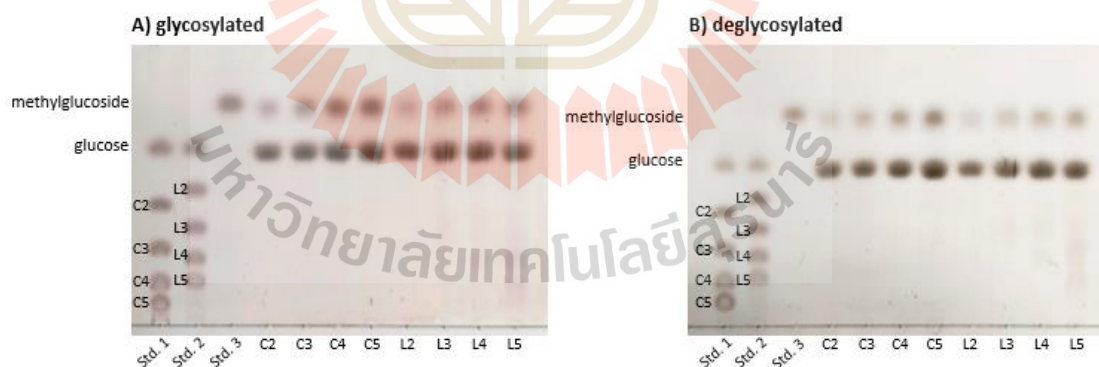 A) glycosylated
B) deglycosylated
methylglucoside
glucose
C2
L2
L3
C3
L4
C4
L5
C5
Std. 1 Std. 2 Std. 3 C2 C3 C4 C5 L2 L3 L4 L5
methylglucoside
glucose
L2
C2
L3
C3
L4
C4
L5
C5
Std. 1 Std. 2 Std. 3 C2 C3 C4 C5 L2 L3 L4 L5
มหาวิทยาลัยเทคโนโลยีสุรนารี